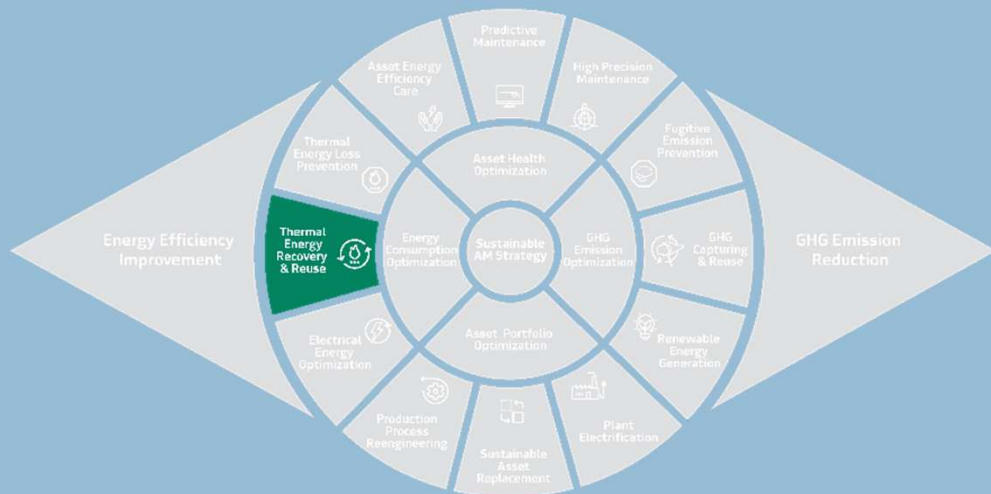 Predictive
Maintenance
Asset Energy
Efficiency
Care
High Precision
Maintenance
Thermal
Energy Loss
Prevention
Fugitive
Emission
Prevention
Asset Health
Optimization
Thermal
Energy
Recovery
& Reuse
Energy Efficiency
Improvement
Energy
Consumption
Optimization
Sustainable
AM Strategy
GHG
Emission
Optimization
GHG
Capturing
& Reuse
GHG Emission
Reduction
Electrical
Energy
Optimization
Asset Portfolio
Optimization
Renewable
Energy
Generation
Production
Process
Reengineering
Sustainable
Asset
Replacement
Plant
Electrification